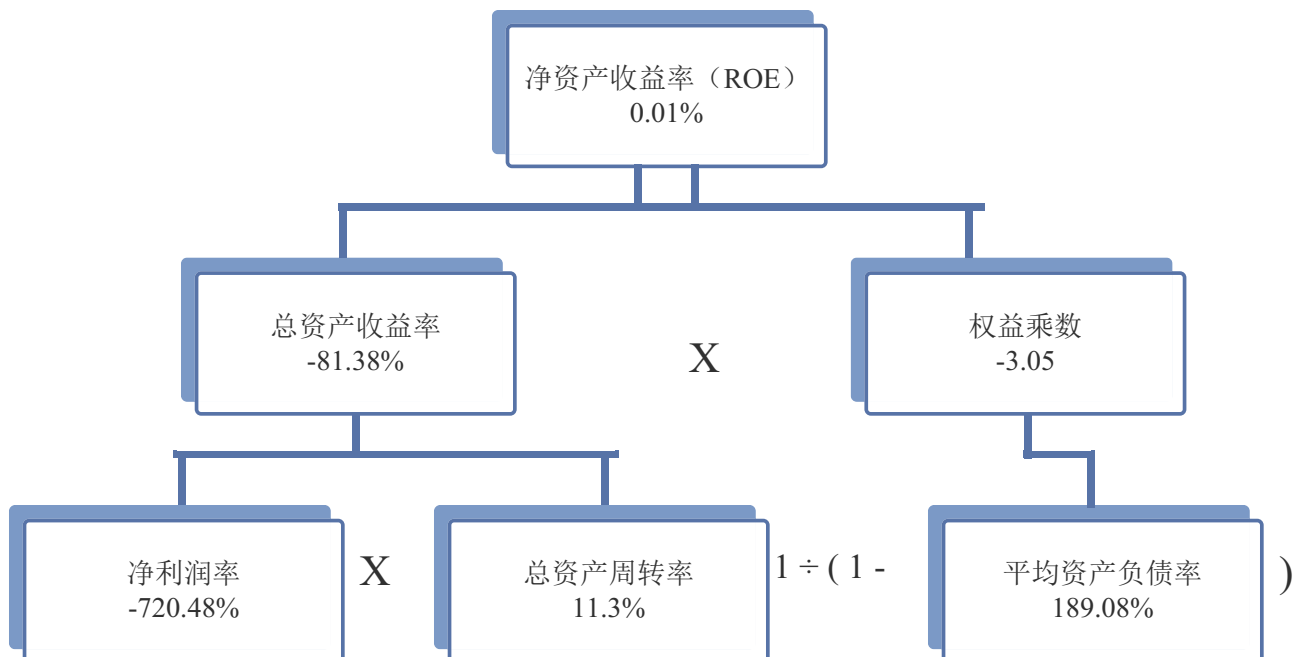 净资产收益率（ROE）
0.01%
总资产收益率
-81.38%
X
权益乘数
-3.05
净利润率
-720.48%
X
总资产周转率
11.3%
1 ÷ ( 1 -
平均资产负债率
189.08%
)